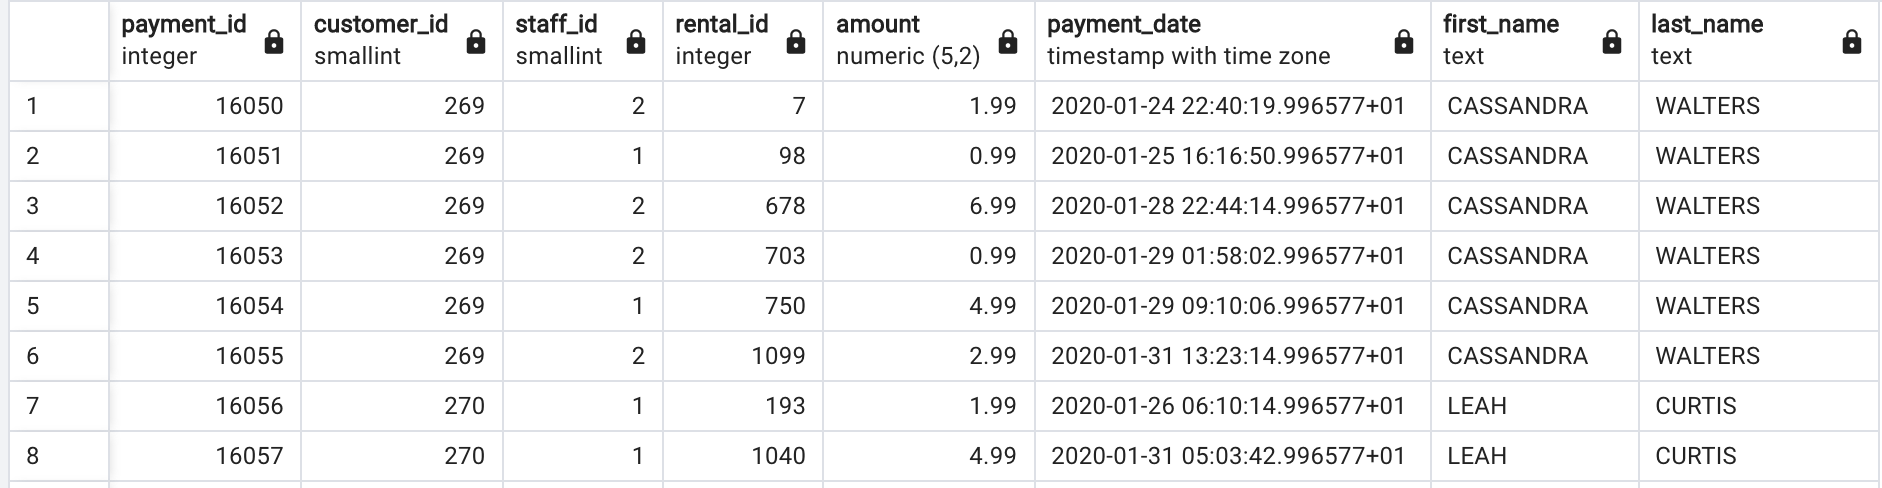 payment_id customer_id staff_id rental_id amount payment_date first_name last_name
integer smallint smallint integer numeric (5,2) timestamp with time zone text text
1 16050 269 2 7 1.99 2020-01-24 22:40:19.996577+01 CASSANDRA WALTERS
2 16051 269 1 98 0.99 2020-01-25 16:16:50.996577+01 CASSANDRA WALTERS
3 16052 269 2 678 6.99 2020-01-28 22:44:14.996577+01 CASSANDRA WALTERS
4 16053 269 2 703 0.99 2020-01-29 01:58:02.996577+01 CASSANDRA WALTERS
5 16054 269 1 750 4.99 2020-01-29 09:10:06.996577+01 CASSANDRA WALTERS
6 16055 269 2 1099 2.99 2020-01-31 13:23:14.996577+01 CASSANDRA WALTERS
7 16056 270 1 193 1.99 2020-01-26 06:10:14.996577+01 LEAH CURTIS
8 16057 270 1 1040 4.99 2020-01-31 05:03:42.996577+01 LEAH CURTIS